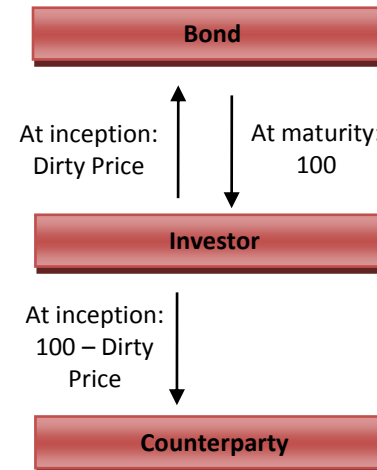 Bond
At inception:
Dirty Price
At maturity:
100
Investor
At inception:
100 – Dirty
Price
Counterparty